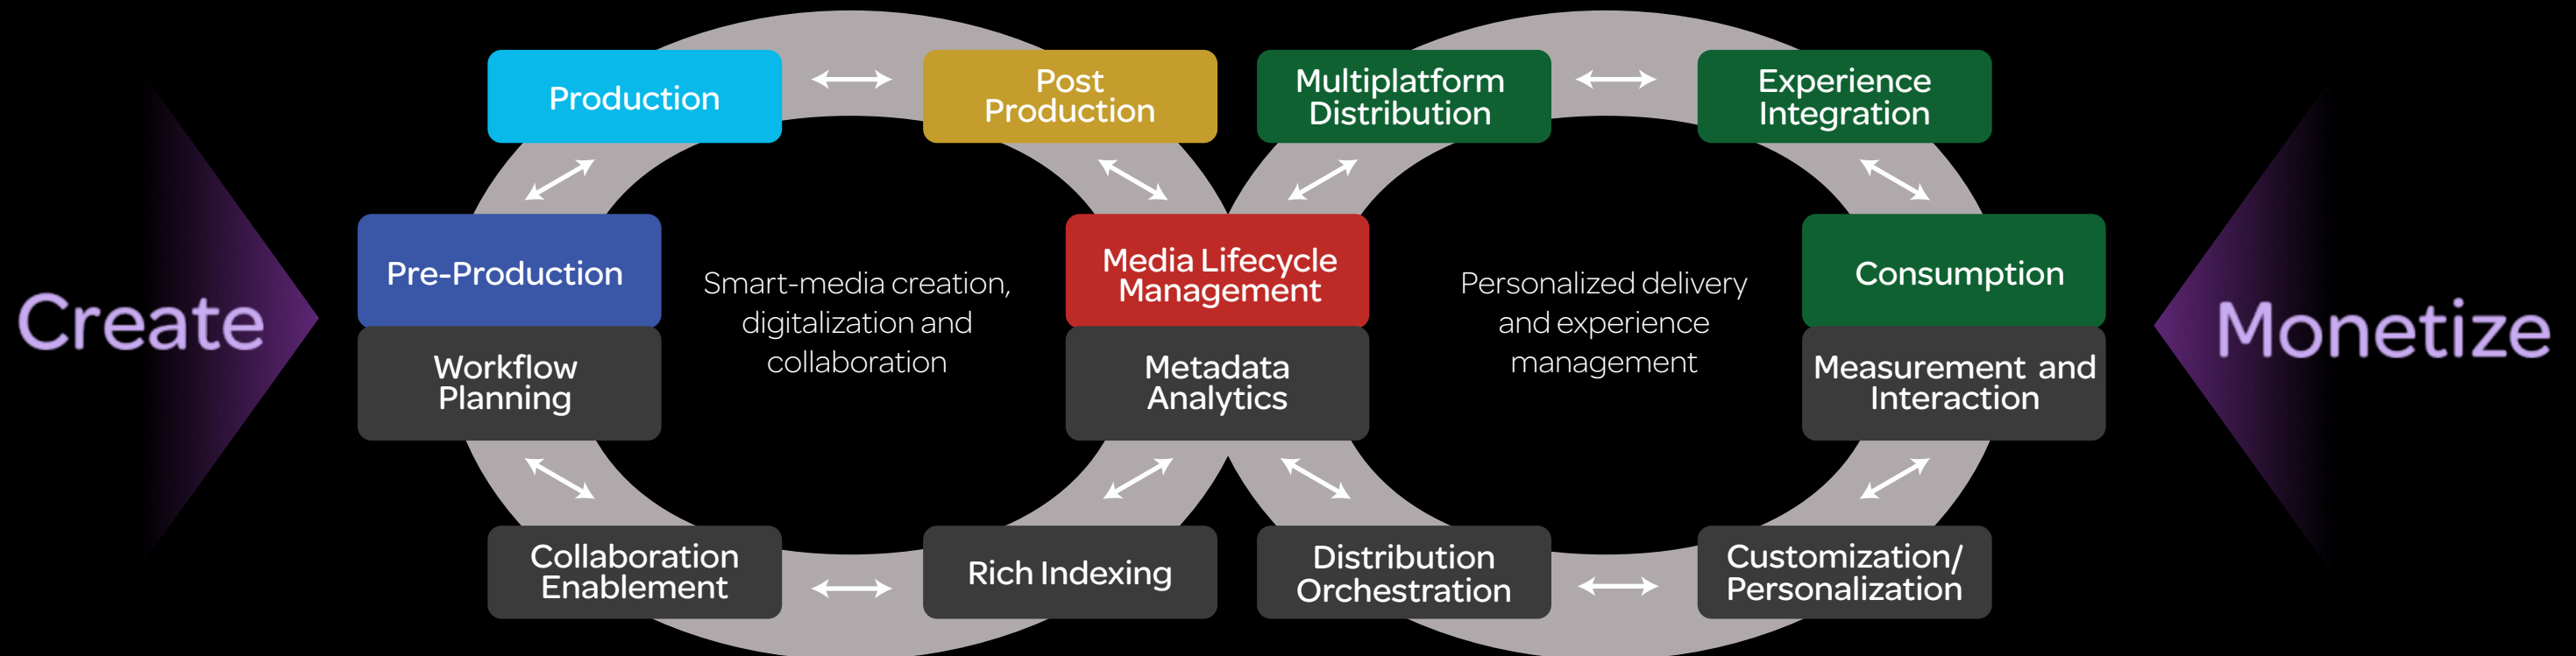 Production
Post
Production
Multiplatform
Distribution
Experience
Integration
Create
Pre-Production
Workflow
Planning
Smart-media creation,
digitalization and
collaboration
Media Lifecycle
Management
Metadata
Analytics
Personalized delivery
and experience
management
Consumption
Measurement and
Interaction
Monetize
Collaboration
Enablement
Rich Indexing
Distribution
Orchestration
Customization/
Personalization